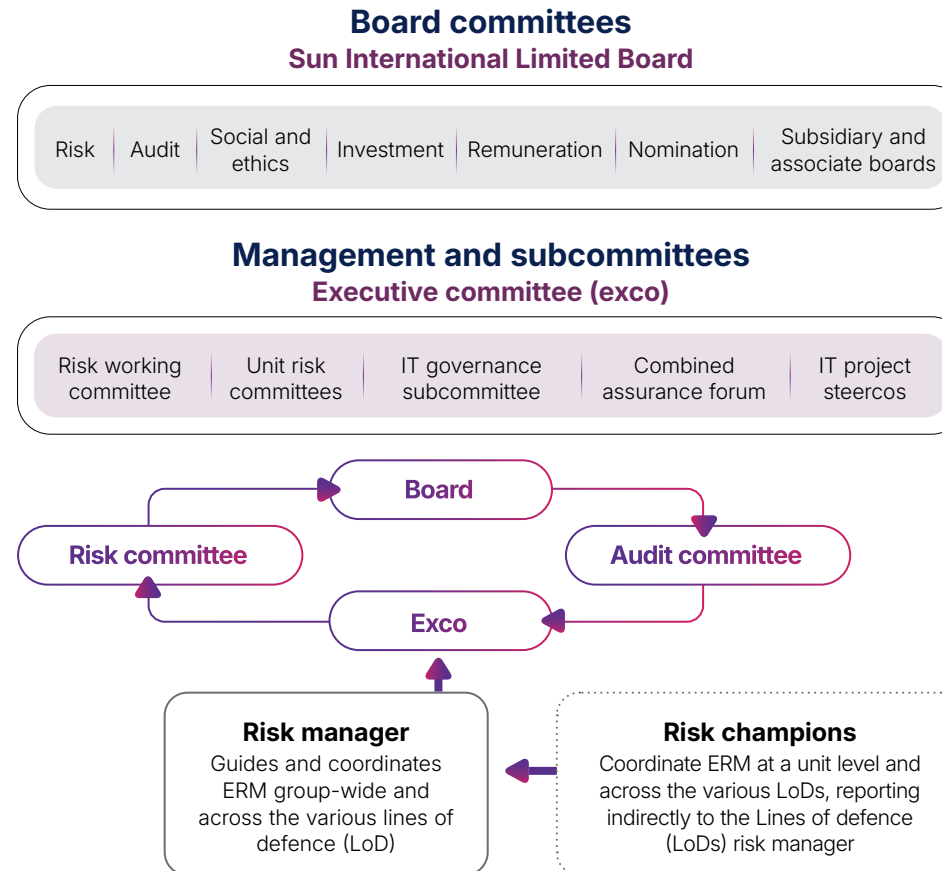 Board committees
Sun International Limited Board
Risk
Audit
Social and
ethics
Investment
Remuneration
Nomination
Subsidiary and
associate boards
Management and subcommittees
Executive committee (exco)
Risk working
committee
Unit risk
committees
IT governance
subcommittee
Combined
assurance forum
IT project
steercos
Board
Risk committee
Audit committee
Exco
Risk manager
Guides and coordinates
ERM group-wide and
across the various lines of
defence (LoD)
Risk champions
Coordinate ERM at a unit level and
across the various LoDs, reporting
indirectly to the Lines of defence
(LoDs) risk manager